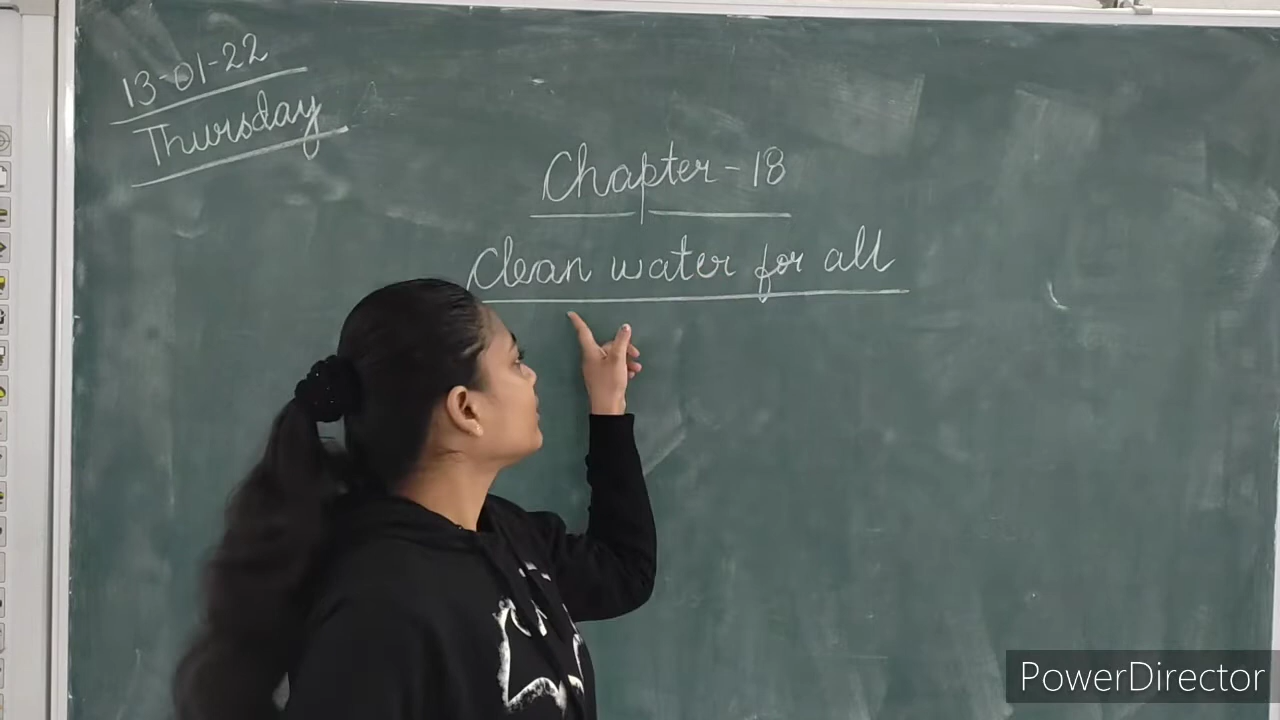 13-01-22
Thursday
Chapter-18
Clean water for all
PowerDirector